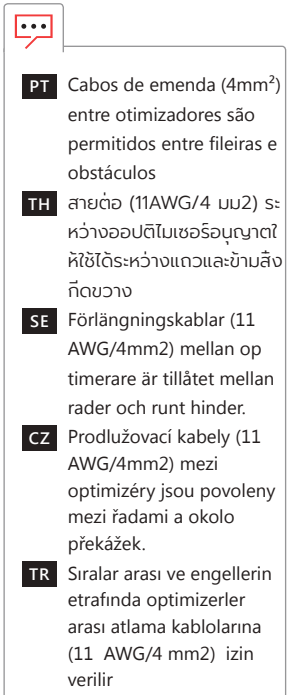 PT Cabos de emenda (4mm²)
entre otimizadores são
permitidos entre fileiras e
obstáculos
TH สายต่อ (11AWG/4 มม2) ระ
หว่างออปติไมเซอร์อนุญาตใ
ห้ใช้ได้ระหว่างแถวและข้ามสิ่ง
กีดขวาง
SE Förlängningskablar (11
AWG/4mm2) mellan op
timerare är tillåtet mellan
rader och runt hinder.
CZ Prodlužovací kabely (11
AWG/4mm2) mezi
optimizéry jsou povoleny
mezi řadami a okolo
překážek.
TR Sıralar arası ve engellerin
etrafında optimizerler
arası atlama kablolarına
(11 AWG/4 mm2) izin
verilir